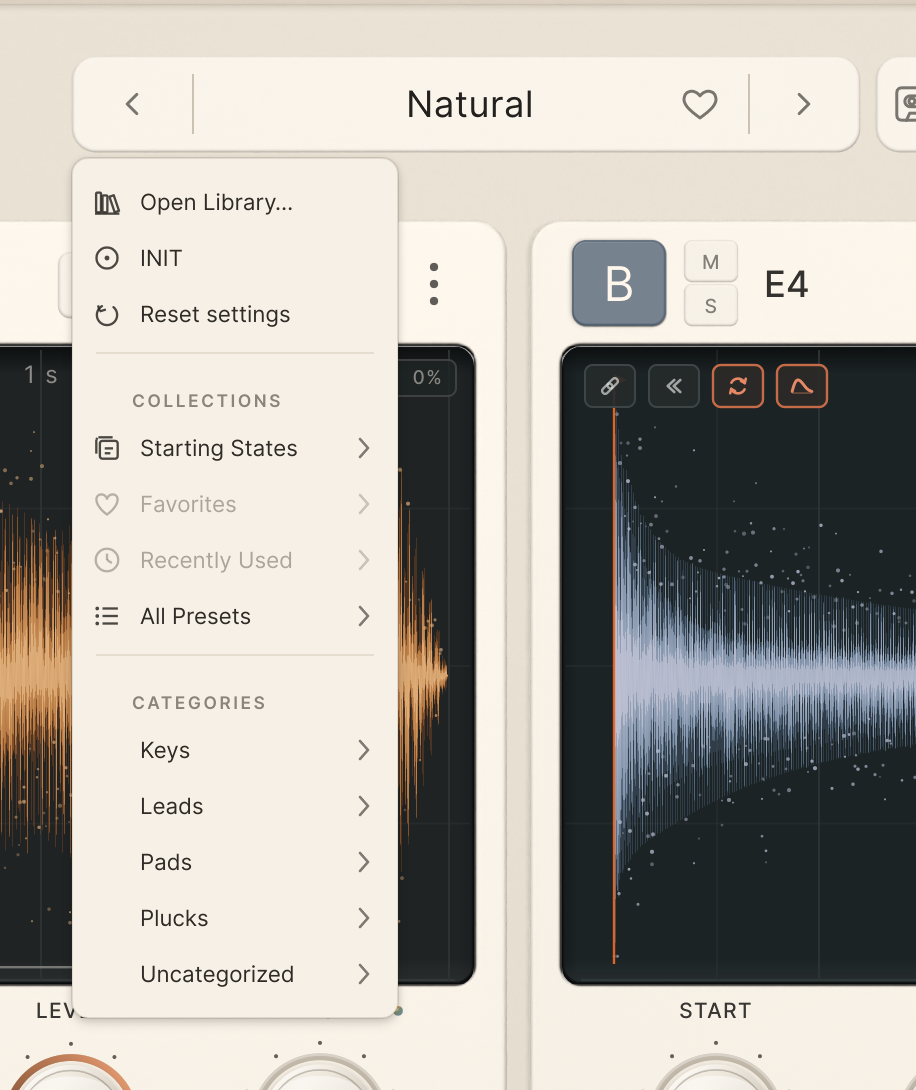 Natural
Open Library...
INIT
Reset settings
COLLECTIONS
Starting States
Favorites
Recently Used
All Presets
CATEGORIES
Keys
Leads
Pads
Plucks
Uncategorized
1 s
0%
B
M
S
E4
START